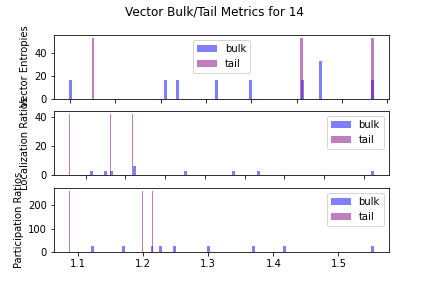 Vector Bulk/Tail Metrics for 14
Vector Entropies
40
20
0
bulk
tail
Localization Ratios
40
20
0
bulk
tail
Participation Ratios
200
100
0
bulk
tail
1.1 1.2 1.3 1.4 1.5